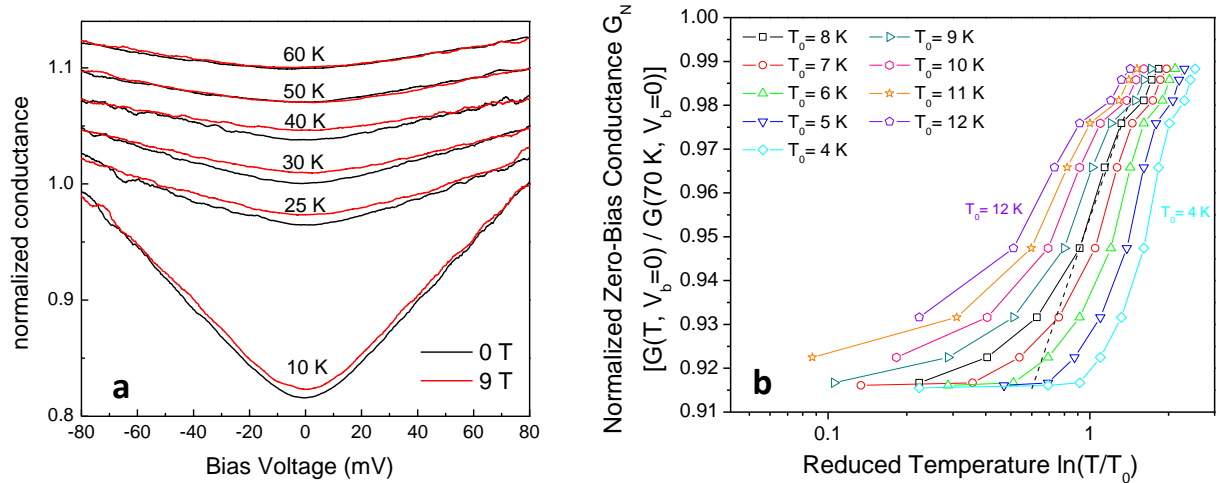 normalized conductance
1.1
1.0
0.9
0.8
60 K
50 K
40 K
30 K
25 K
10 K
a
0 T
9 T
-80 -60 -40 -20 0 20 40 60 80
Bias Voltage (mV)
Normalized Zero-Bias Conductance G_N
[G(T, V_b=0) / G(70 K, V_b=0)]
1.00
0.99
0.98
0.97
0.96
0.95
0.94
0.93
0.92
0.91
T₀= 8 K T₀= 9 K
T₀= 7 K T₀= 10 K
T₀= 6 K T₀= 11 K
T₀= 5 K T₀= 12 K
T₀= 4 K
T₀= 12 K
T₀= 4 K
b
0.1 1
Reduced Temperature ln(T/T₀)